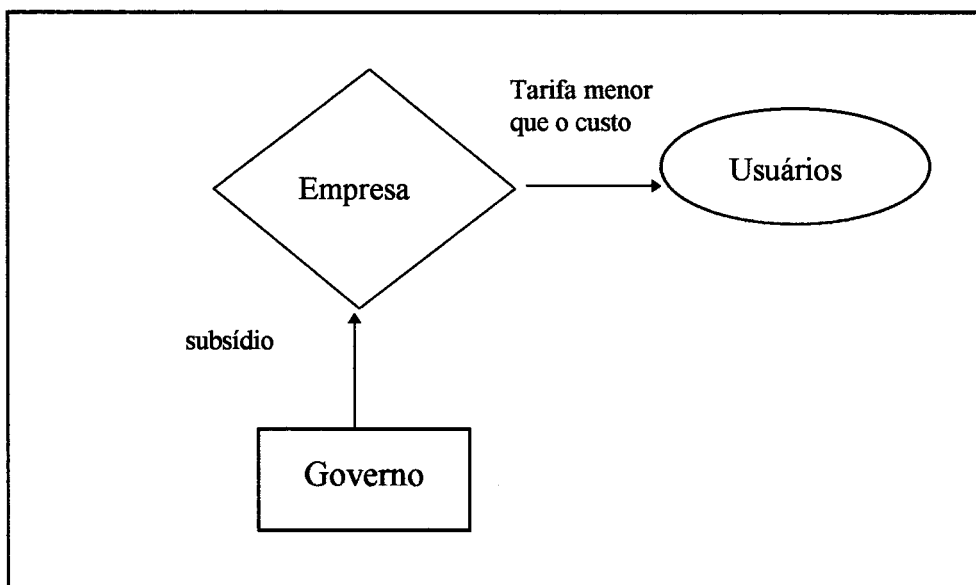 Tarifa menor
que o custo
Empresa
Usuários
subsídio
Governo